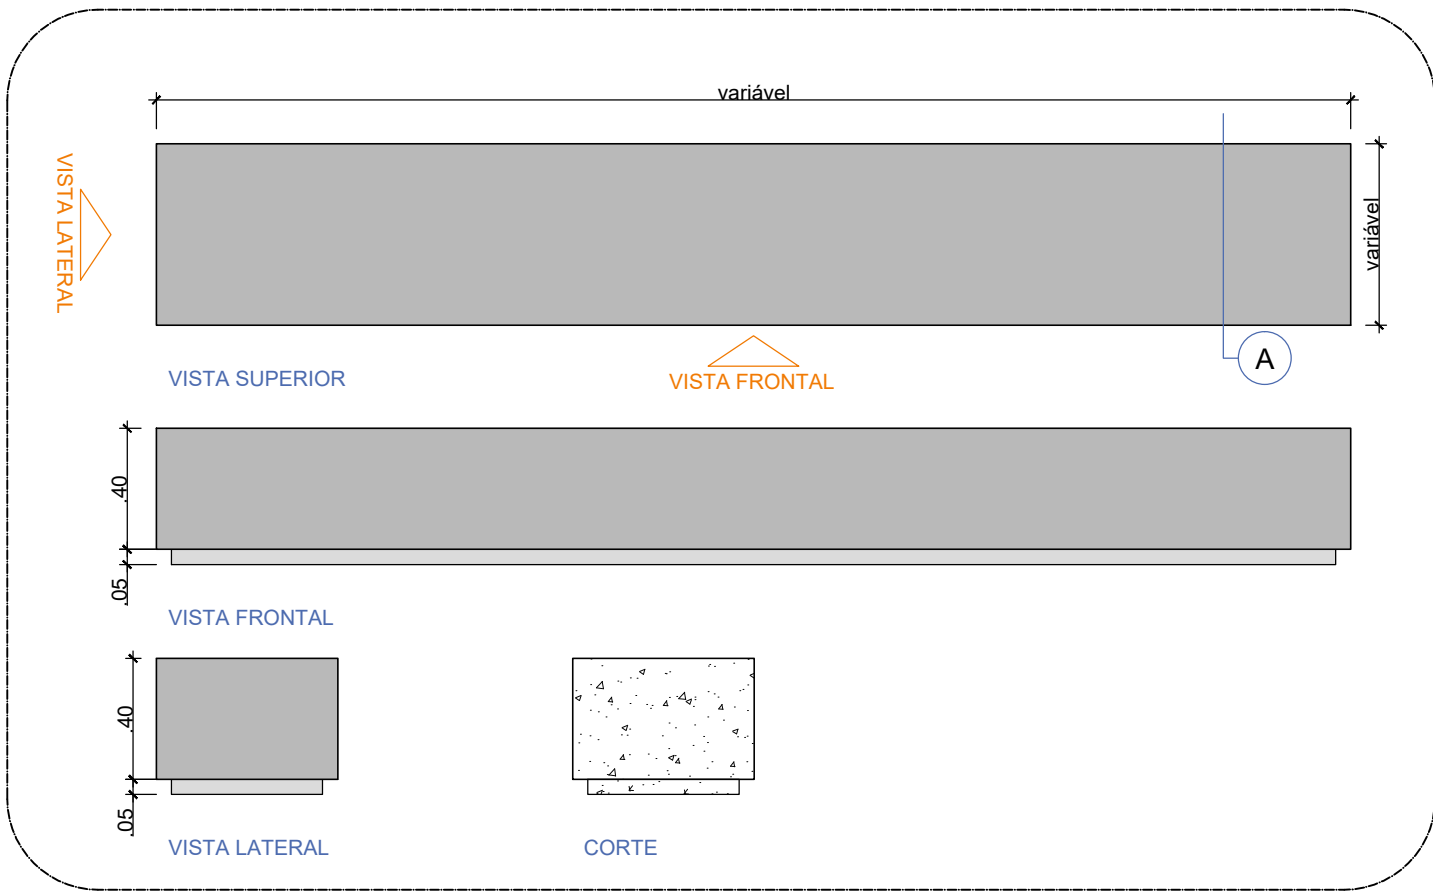 variável
VISTA LATERAL
variável
A
VISTA SUPERIOR
VISTA FRONTAL
.40
.05
VISTA FRONTAL
.40
.05
VISTA LATERAL
CORTE